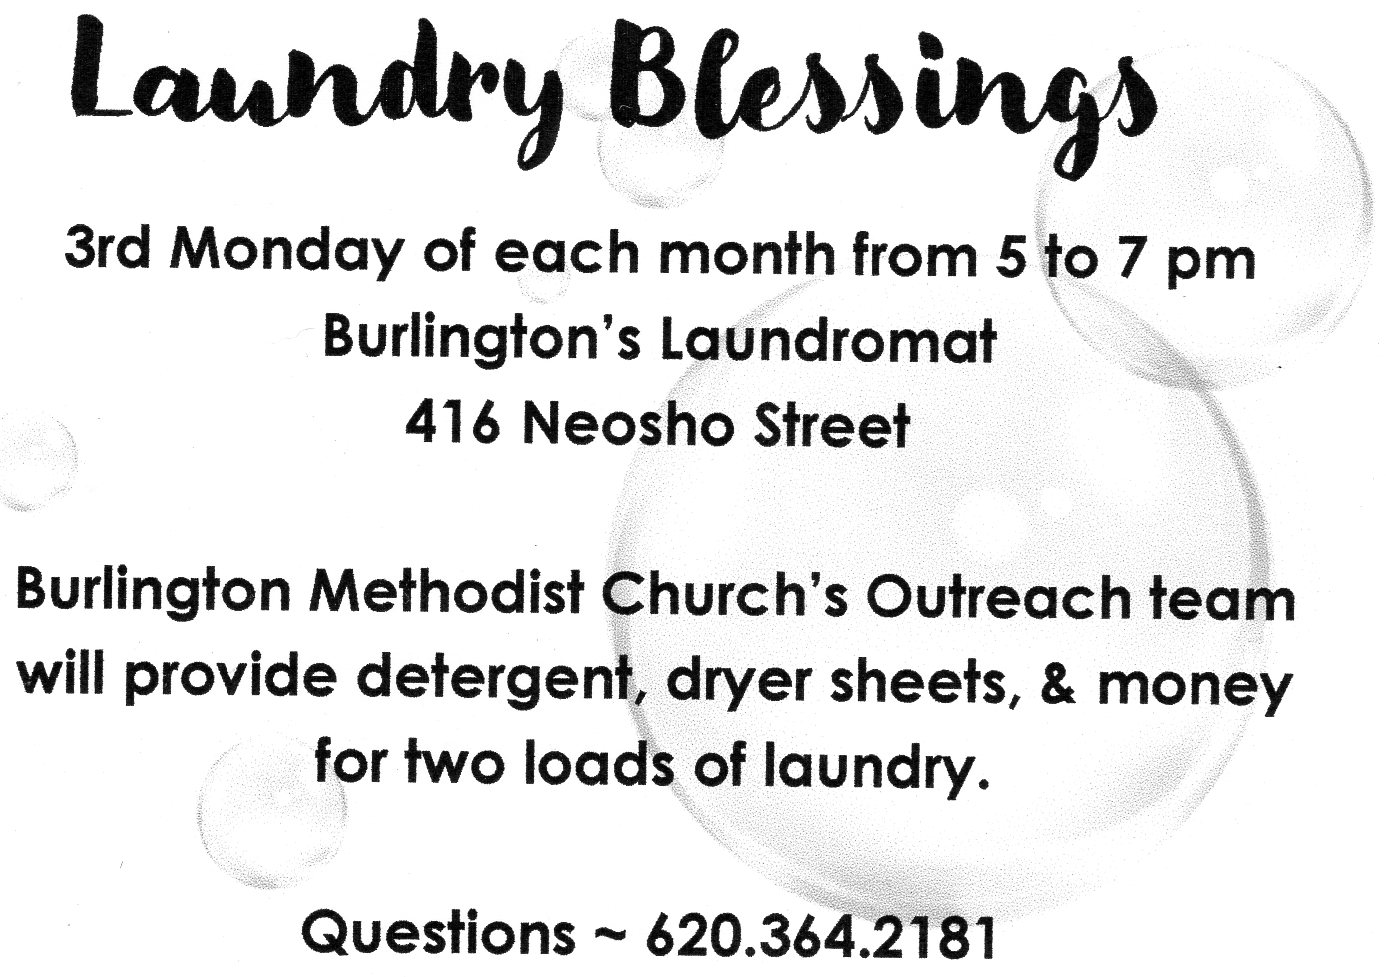 Laundry Blessings
3rd Monday of each month from 5 to 7 pm
Burlington's Laundromat
416 Neosho Street
Burlington Methodist Church's Outreach team
will provide detergent, dryer sheets, & money
for two loads of laundry.
Questions ~ 620.364.2181